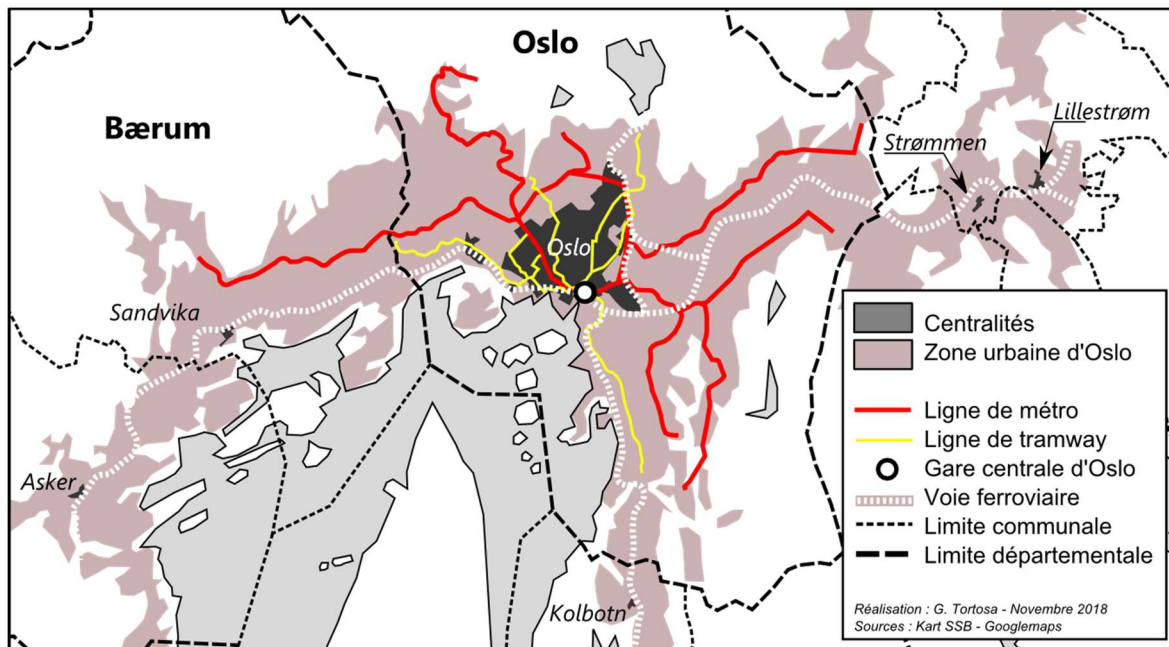 Oslo
Bærum
Lillestrøm
Strømmen
Oslo
Sandvika
Asker
Kolbotn
Centralités
Zone urbaine d'Oslo
Ligne de métro
Ligne de tramway
Gare centrale d'Oslo
Voie ferroviaire
Limite communale
Limite départementale
Réalisation : G. Tortosa - Novembre 2018
Sources : Kart SSB - Googlemaps